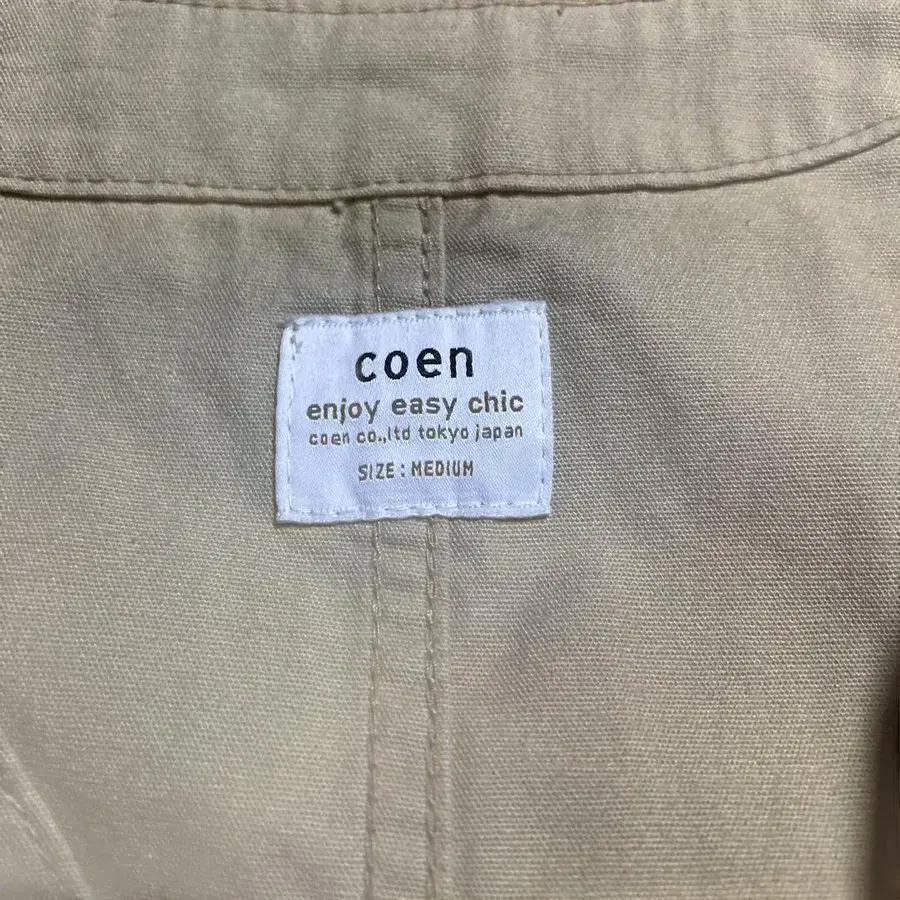 coen
enjoy easy chic
coen co.,ltd tokyo japan
SIZE : MEDIUM